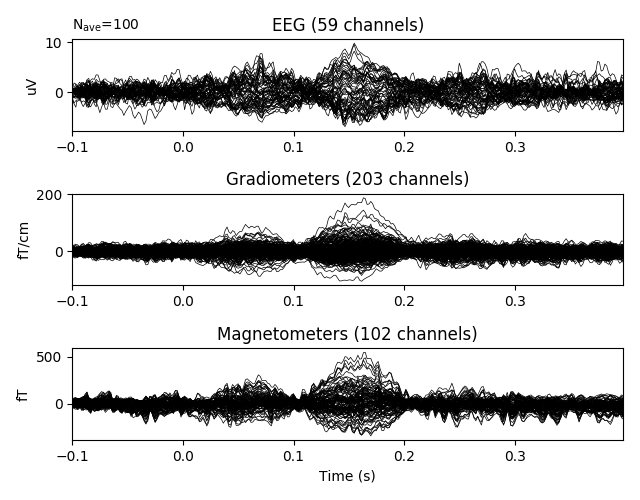 N_ave=100
EEG (59 channels)
10
0
uV
−0.1 0.0 0.1 0.2 0.3
Gradiometers (203 channels)
200
0
fT/cm
−0.1 0.0 0.1 0.2 0.3
Magnetometers (102 channels)
500
0
fT
−0.1 0.0 0.1 0.2 0.3
Time (s)